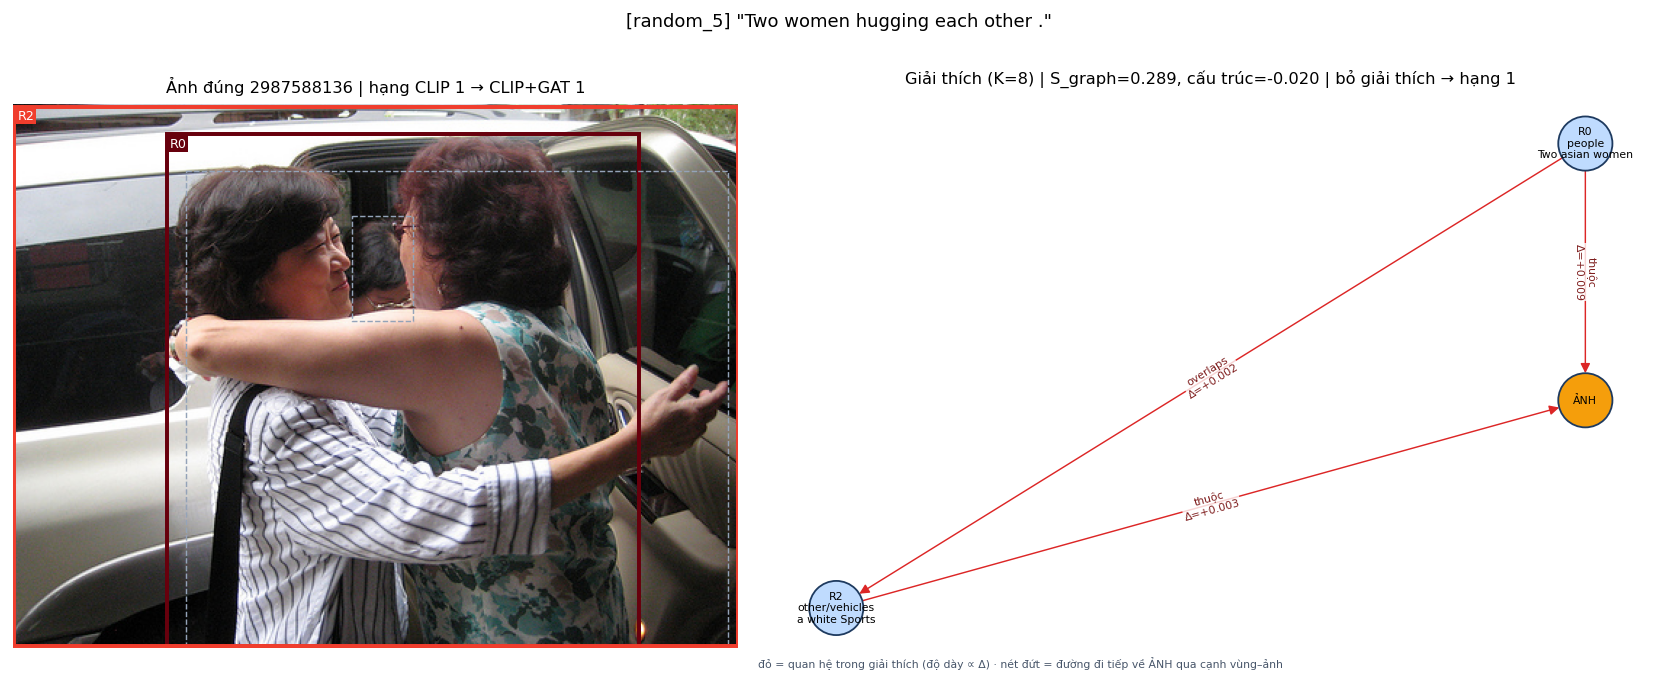 [random_5] "Two women hugging each other ."
Ảnh đúng 2987588136 | hạng CLIP 1 → CLIP+GAT 1
R2
R0
Giải thích (K=8) | S_graph=0.289, cấu trúc=-0.020 | bỏ giải thích → hạng 1
R0
people
Two asian women
thuộc
Δ=+0.009
overlaps
Δ=+0.002
ẢNH
thuộc
Δ=+0.003
R2
other/vehicles
a white Sports
đỏ = quan hệ trong giải thích (độ dày ∝ Δ) · nét đứt = đường đi tiếp về ẢNH qua cạnh vùng–ảnh